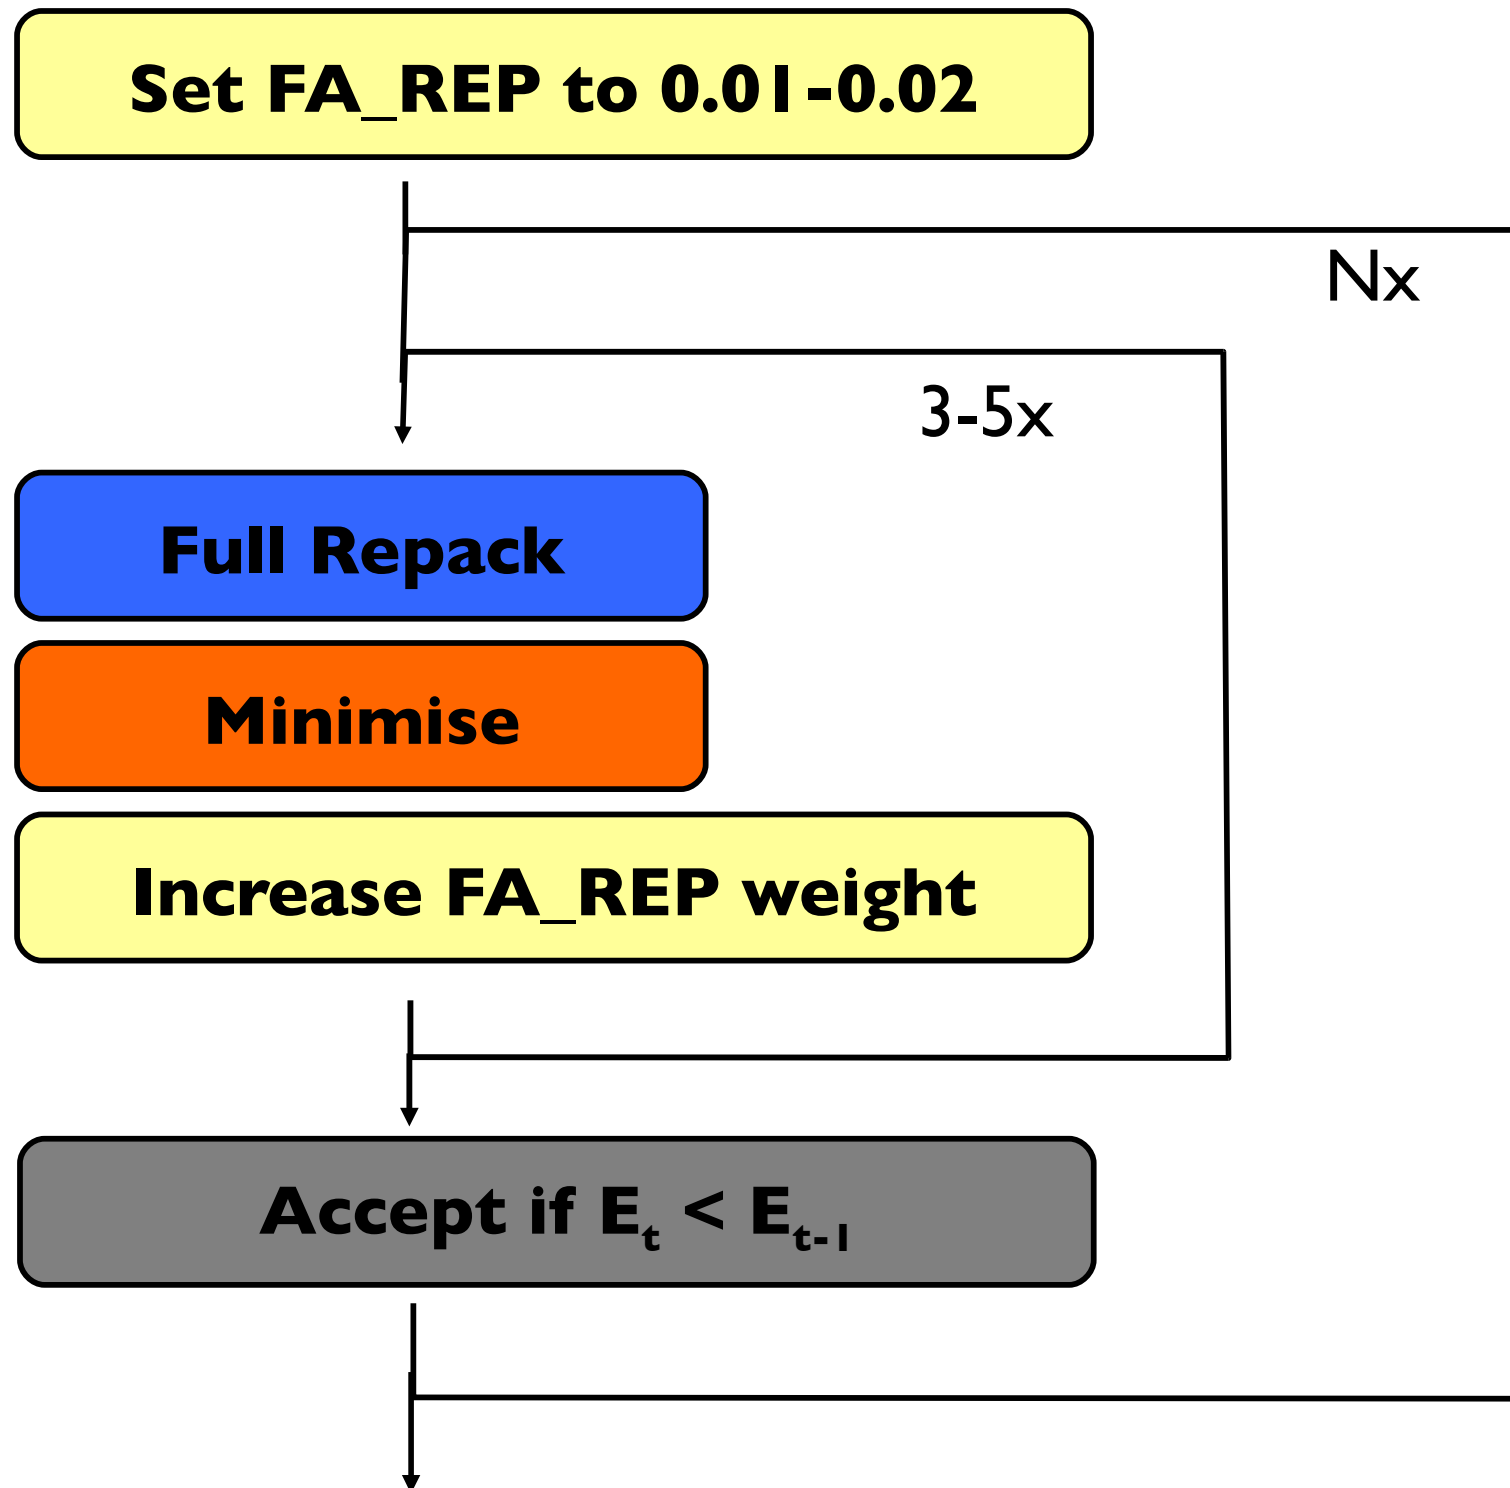 Set FA_REP to 0.01-0.02
Nx
3-5x
Full Repack
Minimise
Increase FA_REP weight
Accept if Et < Et-1